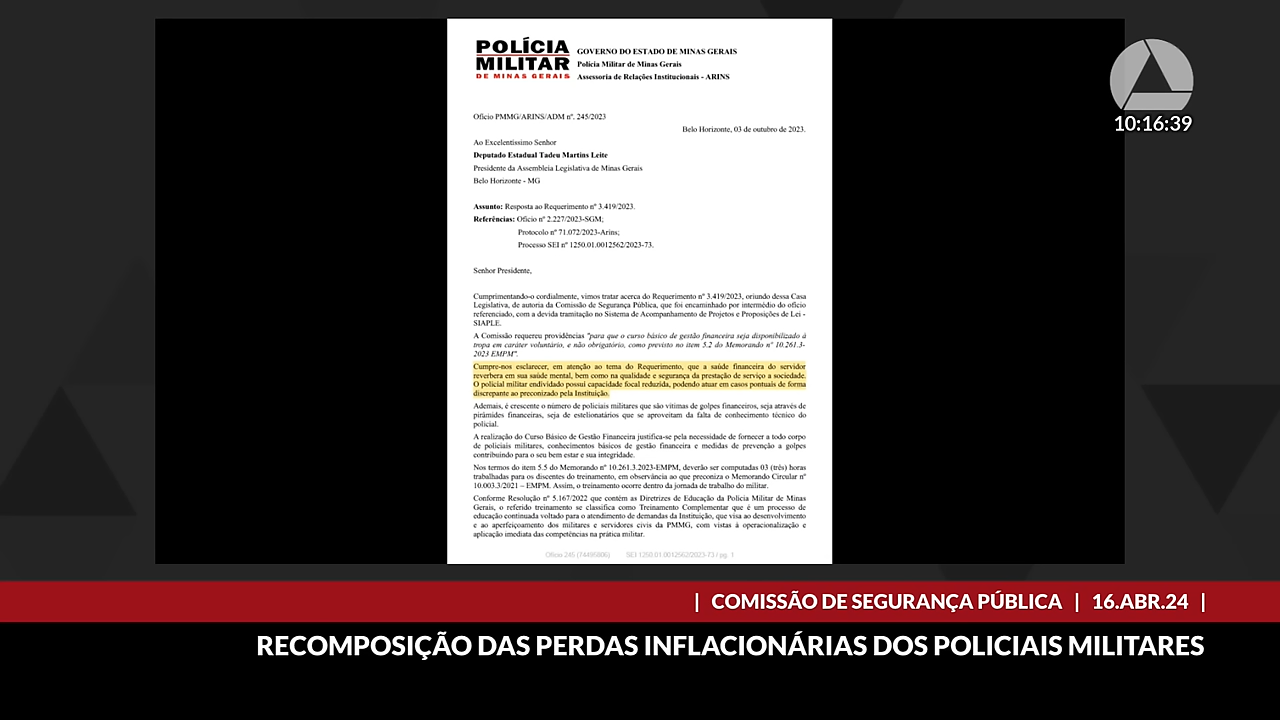 POLÍCIA
MILITAR
DE MINAS GERAIS
GOVERNO DO ESTADO DE MINAS GERAIS
Polícia Militar de Minas Gerais
Assessoria de Relações Institucionais - ARINS
10:16:39
Ofício PMMG/ARINS/ADM nº. 245/2023
Belo Horizonte, 03 de outubro de 2023.
Ao Excelentíssimo Senhor
Deputado Estadual Tadeu Martins Leite
Presidente da Assembleia Legislativa de Minas Gerais
Belo Horizonte - MG
Assunto: Resposta ao Requerimento nº 3.419/2023.
Referências: Ofício nº 2.227/2023-SGM;
Protocolo nº 71.072/2023-Arins;
Processo SEI nº 1250.01.0012562/2023-73.
Senhor Presidente,
Cumprimentando-o cordialmente, vimos tratar acerca do Requerimento nº 3.419/2023, oriundo dessa Casa
Legislativa, de autoria da Comissão de Segurança Pública, que foi encaminhado por intermédio do ofício
referenciado, com a devida tramitação no Sistema de Acompanhamento de Projetos e Proposições de Lei -
SIAPLE.
A Comissão requereu providências "para que o curso básico de gestão financeira seja disponibilizado à
tropa em caráter voluntário, e não obrigatório, como previsto no item 5.2 do Memorando nº 10.261.3-
2023 EMPM".
Cumpre-nos esclarecer, em atenção ao tema do Requerimento, que a saúde financeira do servidor
reverbera em sua saúde mental, bem como na qualidade e segurança da prestação de serviço a sociedade.
O policial militar endividado possui capacidade focal reduzida, podendo atuar em casos pontuais de forma
discrepante ao preconizado pela Instituição.
Ademais, é crescente o número de policiais militares que são vítimas de golpes financeiros, seja através de
pirâmides financeiras, seja de estelionatários que se aproveitam da falta de conhecimento técnico do
policial.
A realização do Curso Básico de Gestão Financeira justifica-se pela necessidade de fornecer a todo corpo
de policiais militares, conhecimentos básicos de gestão financeira e medidas de prevenção a golpes
contribuindo para o seu bem estar e sua integridade.
Nos termos do item 5.5 do Memorando nº 10.261.3.2023-EMPM, deverão ser computadas 03 (três) horas
trabalhadas para os discentes do treinamento, em observância ao que preconiza o Memorando Circular nº
10.003.3/2021 – EMPM. Assim, o treinamento ocorre dentro da jornada de trabalho do militar.
Conforme Resolução nº 5.167/2022 que contém as Diretrizes de Educação da Polícia Militar de Minas
Gerais, o referido treinamento se classifica como Treinamento Complementar que é um processo de
educação continuada voltado para o atendimento de demandas da Instituição, que visa ao desenvolvimento
e ao aperfeiçoamento dos militares e servidores civis da PMMG, com vistas à operacionalização e
aplicação imediata das competências na prática militar.
Ofício 245 (74495906) SEI 1250.01.0012562/2023-73 / pg. 1
| COMISSÃO DE SEGURANÇA PÚBLICA | 16.ABR.24 |
RECOMPOSIÇÃO DAS PERDAS INFLACIONÁRIAS DOS POLICIAIS MILITARES